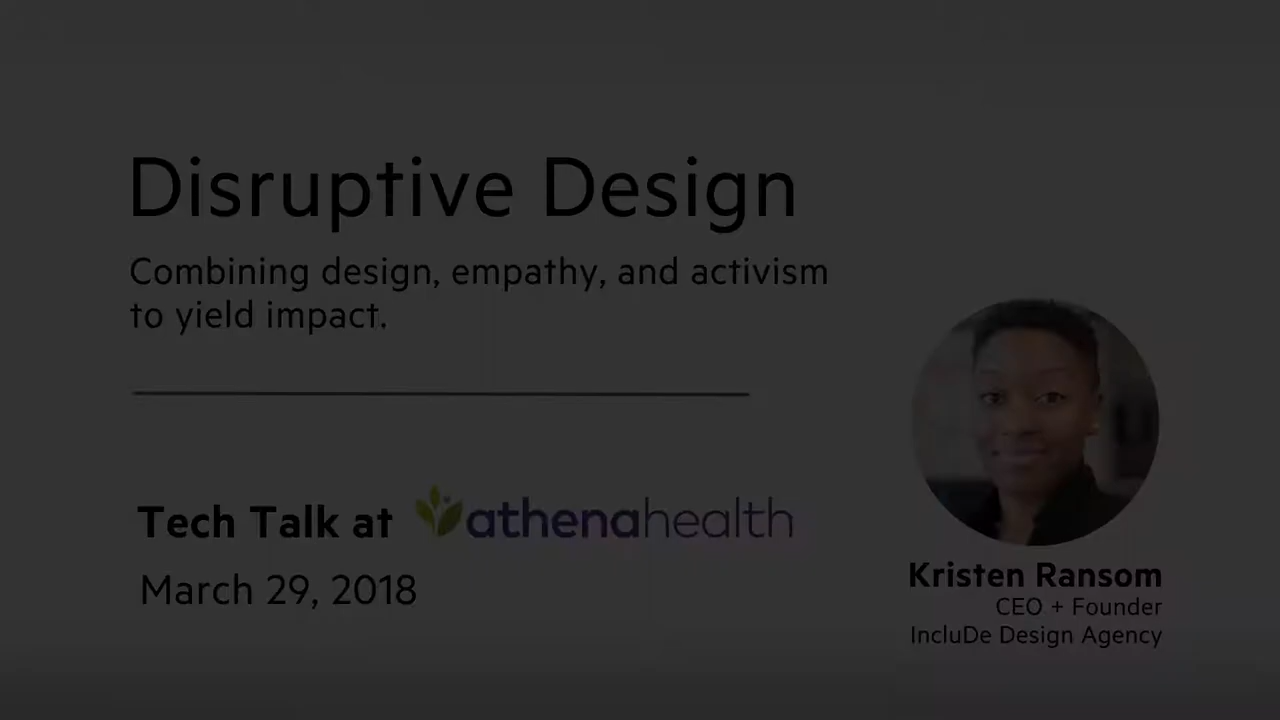 Disruptive Design
Combining design, empathy, and activism
to yield impact.
Tech Talk at athenahealth
March 29, 2018
Kristen Ransom
CEO + Founder
IncluDe Design Agency